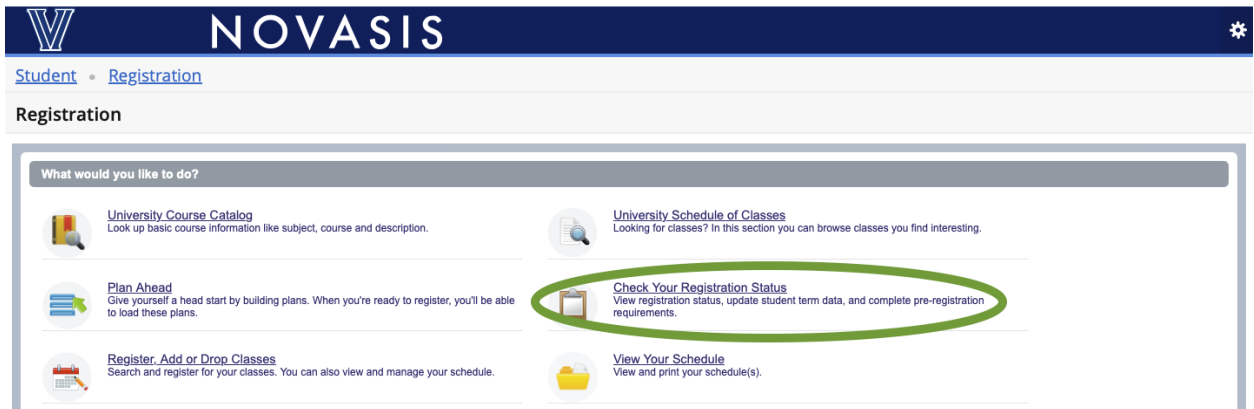 NOVASIS
Student • Registration
Registration
What would you like to do?
University Course Catalog
Look up basic course information like subject, course and description.
University Schedule of Classes
Looking for classes? In this section you can browse classes you find interesting.
Plan Ahead
Give yourself a head start by building plans. When you're ready to register, you'll be able
to load these plans.
Check Your Registration Status
View registration status, update student term data, and complete pre-registration
requirements.
Register, Add or Drop Classes
Search and register for your classes. You can also view and manage your schedule.
View Your Schedule
View and print your schedule(s).